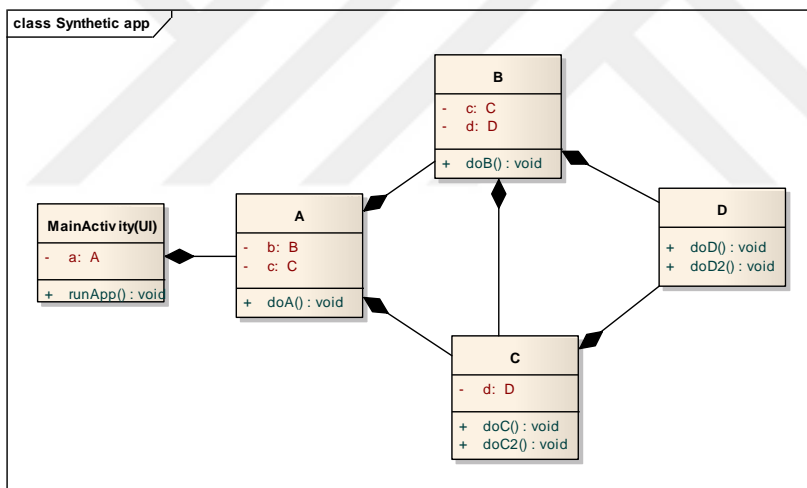 class Synthetic app
B
- c: C
- d: D
+ doB() : void
MainActivity(UI)
- a: A
+ runApp() : void
A
- b: B
- c: C
+ doA() : void
D
+ doD() : void
+ doD2() : void
C
- d: D
+ doC() : void
+ doC2() : void